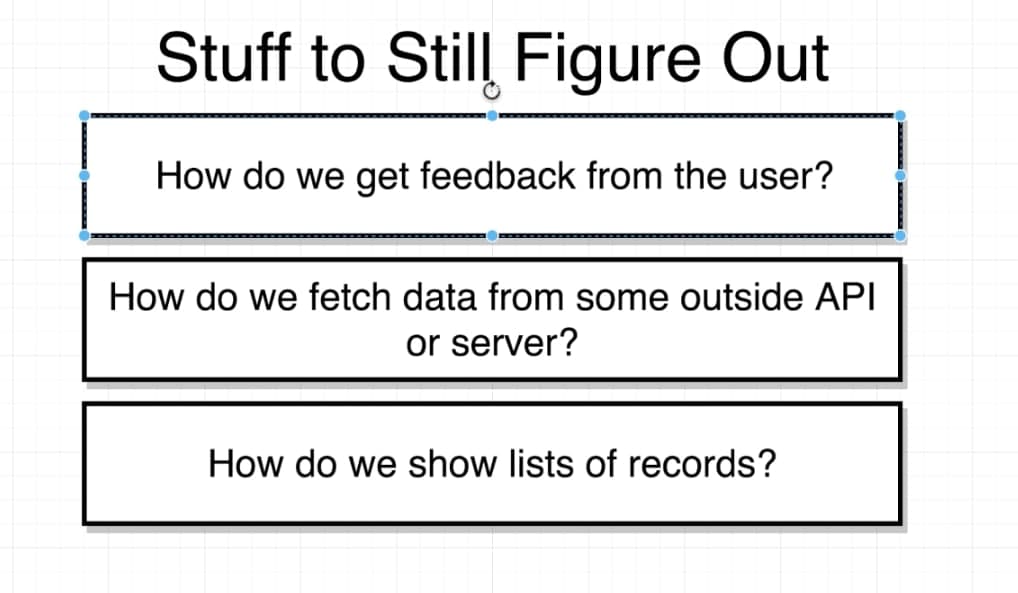 Stuff to Still Figure Out
How do we get feedback from the user?
How do we fetch data from some outside API
or server?
How do we show lists of records?